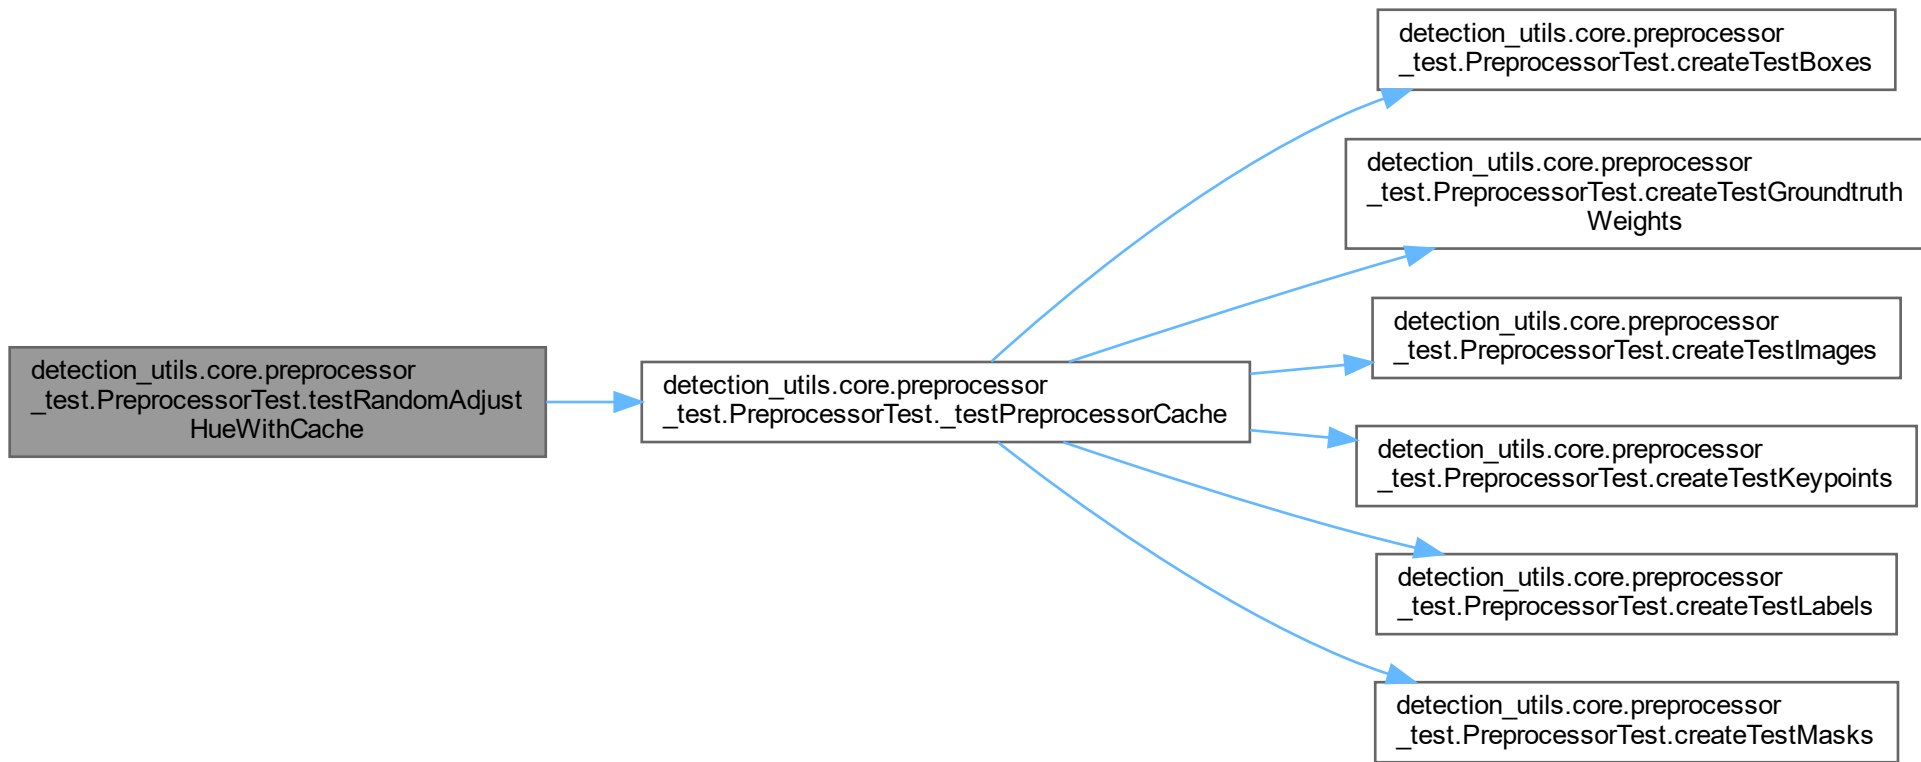 detection_utils.core.preprocessor
_test.PreprocessorTest.testRandomAdjust
HueWithCache
detection_utils.core.preprocessor
_test.PreprocessorTest._testPreprocessorCache
detection_utils.core.preprocessor
_test.PreprocessorTest.createTestBoxes
detection_utils.core.preprocessor
_test.PreprocessorTest.createTestGroundtruth
Weights
detection_utils.core.preprocessor
_test.PreprocessorTest.createTestImages
detection_utils.core.preprocessor
_test.PreprocessorTest.createTestKeypoints
detection_utils.core.preprocessor
_test.PreprocessorTest.createTestLabels
detection_utils.core.preprocessor
_test.PreprocessorTest.createTestMasks